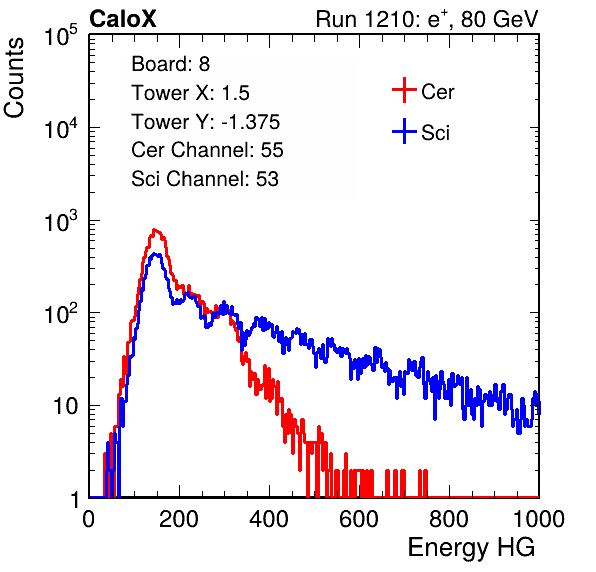 CaloX Run 1210: e⁺, 80 GeV
Counts
Board: 8
Tower X: 1.5
Tower Y: -1.375
Cer Channel: 55
Sci Channel: 53
Cer
Sci
10⁵
10⁴
10³
10²
10
1
0 200 400 600 800 1000
Energy HG